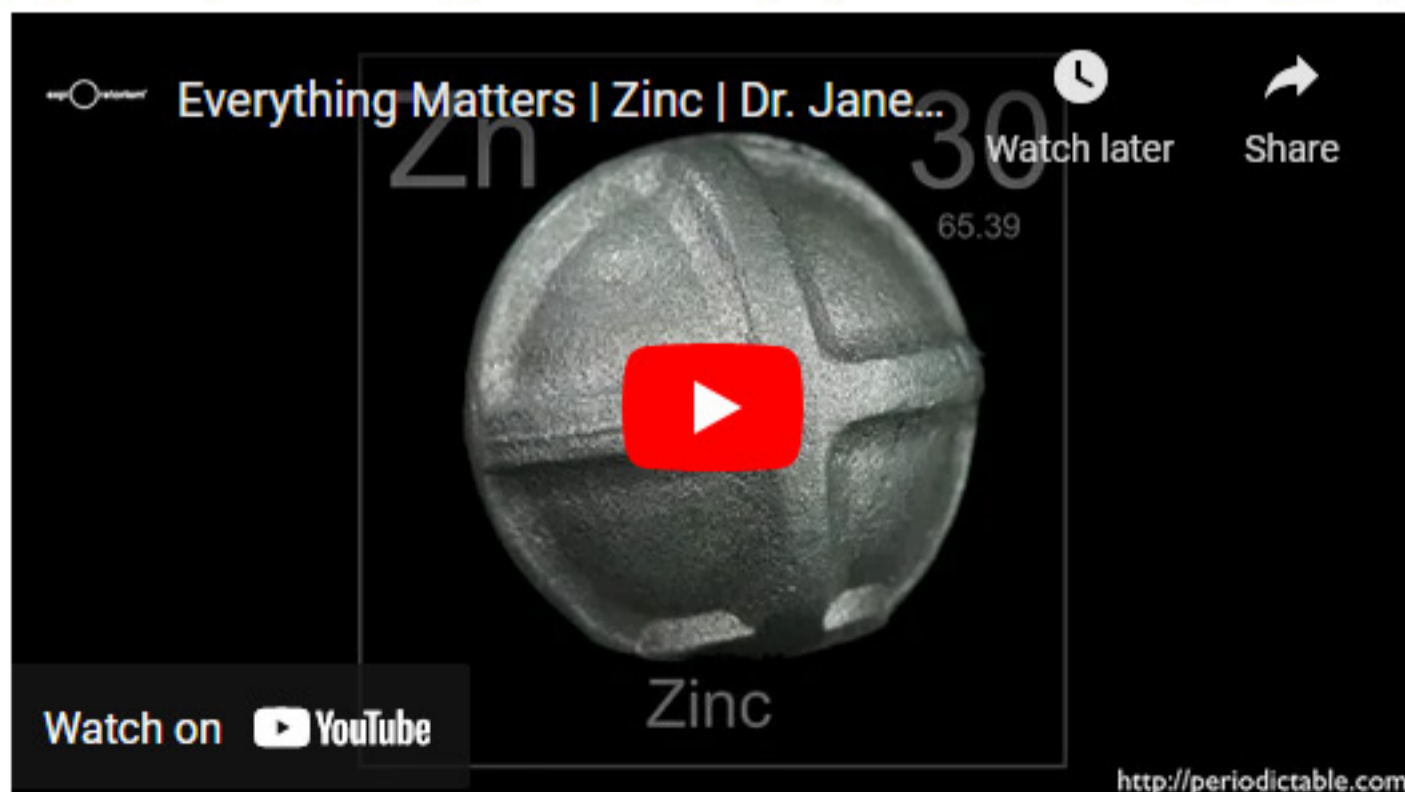 exploratorium
Everything Matters | Zinc | Dr. Jane...
Watch later
Share
Zn
30
65.39
Zinc
Watch on YouTube
http://periodictable.com